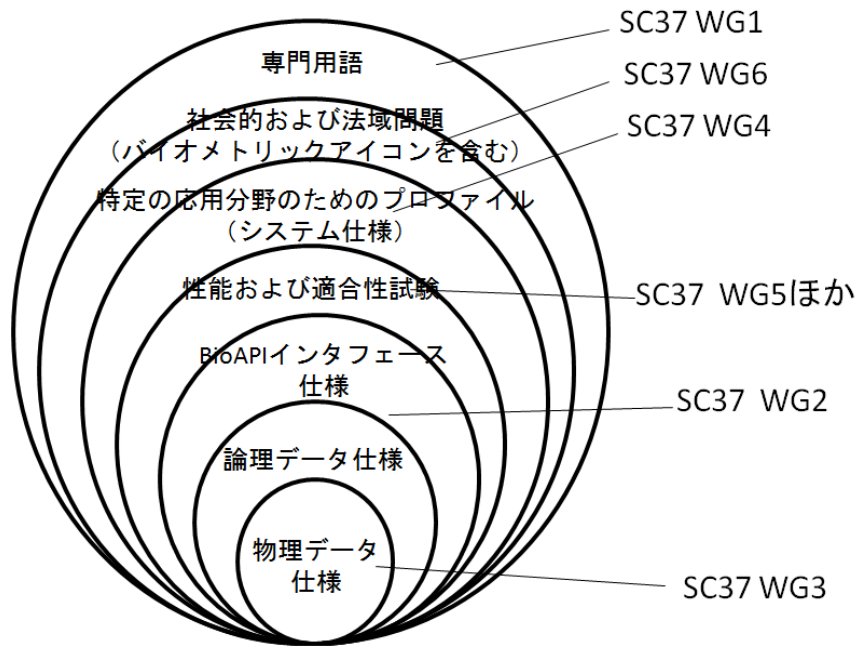 SC37 WG1
専門用語
SC37 WG6
社会的および法域問題
（バイオメトリックアイコンを含む）
SC37 WG4
特定の応用分野のためのプロファイル
（システム仕様）
性能および適合性試験
SC37 WG5ほか
BioAPIインタフェース
仕様
SC37 WG2
論理データ仕様
物理データ
仕様
SC37 WG3